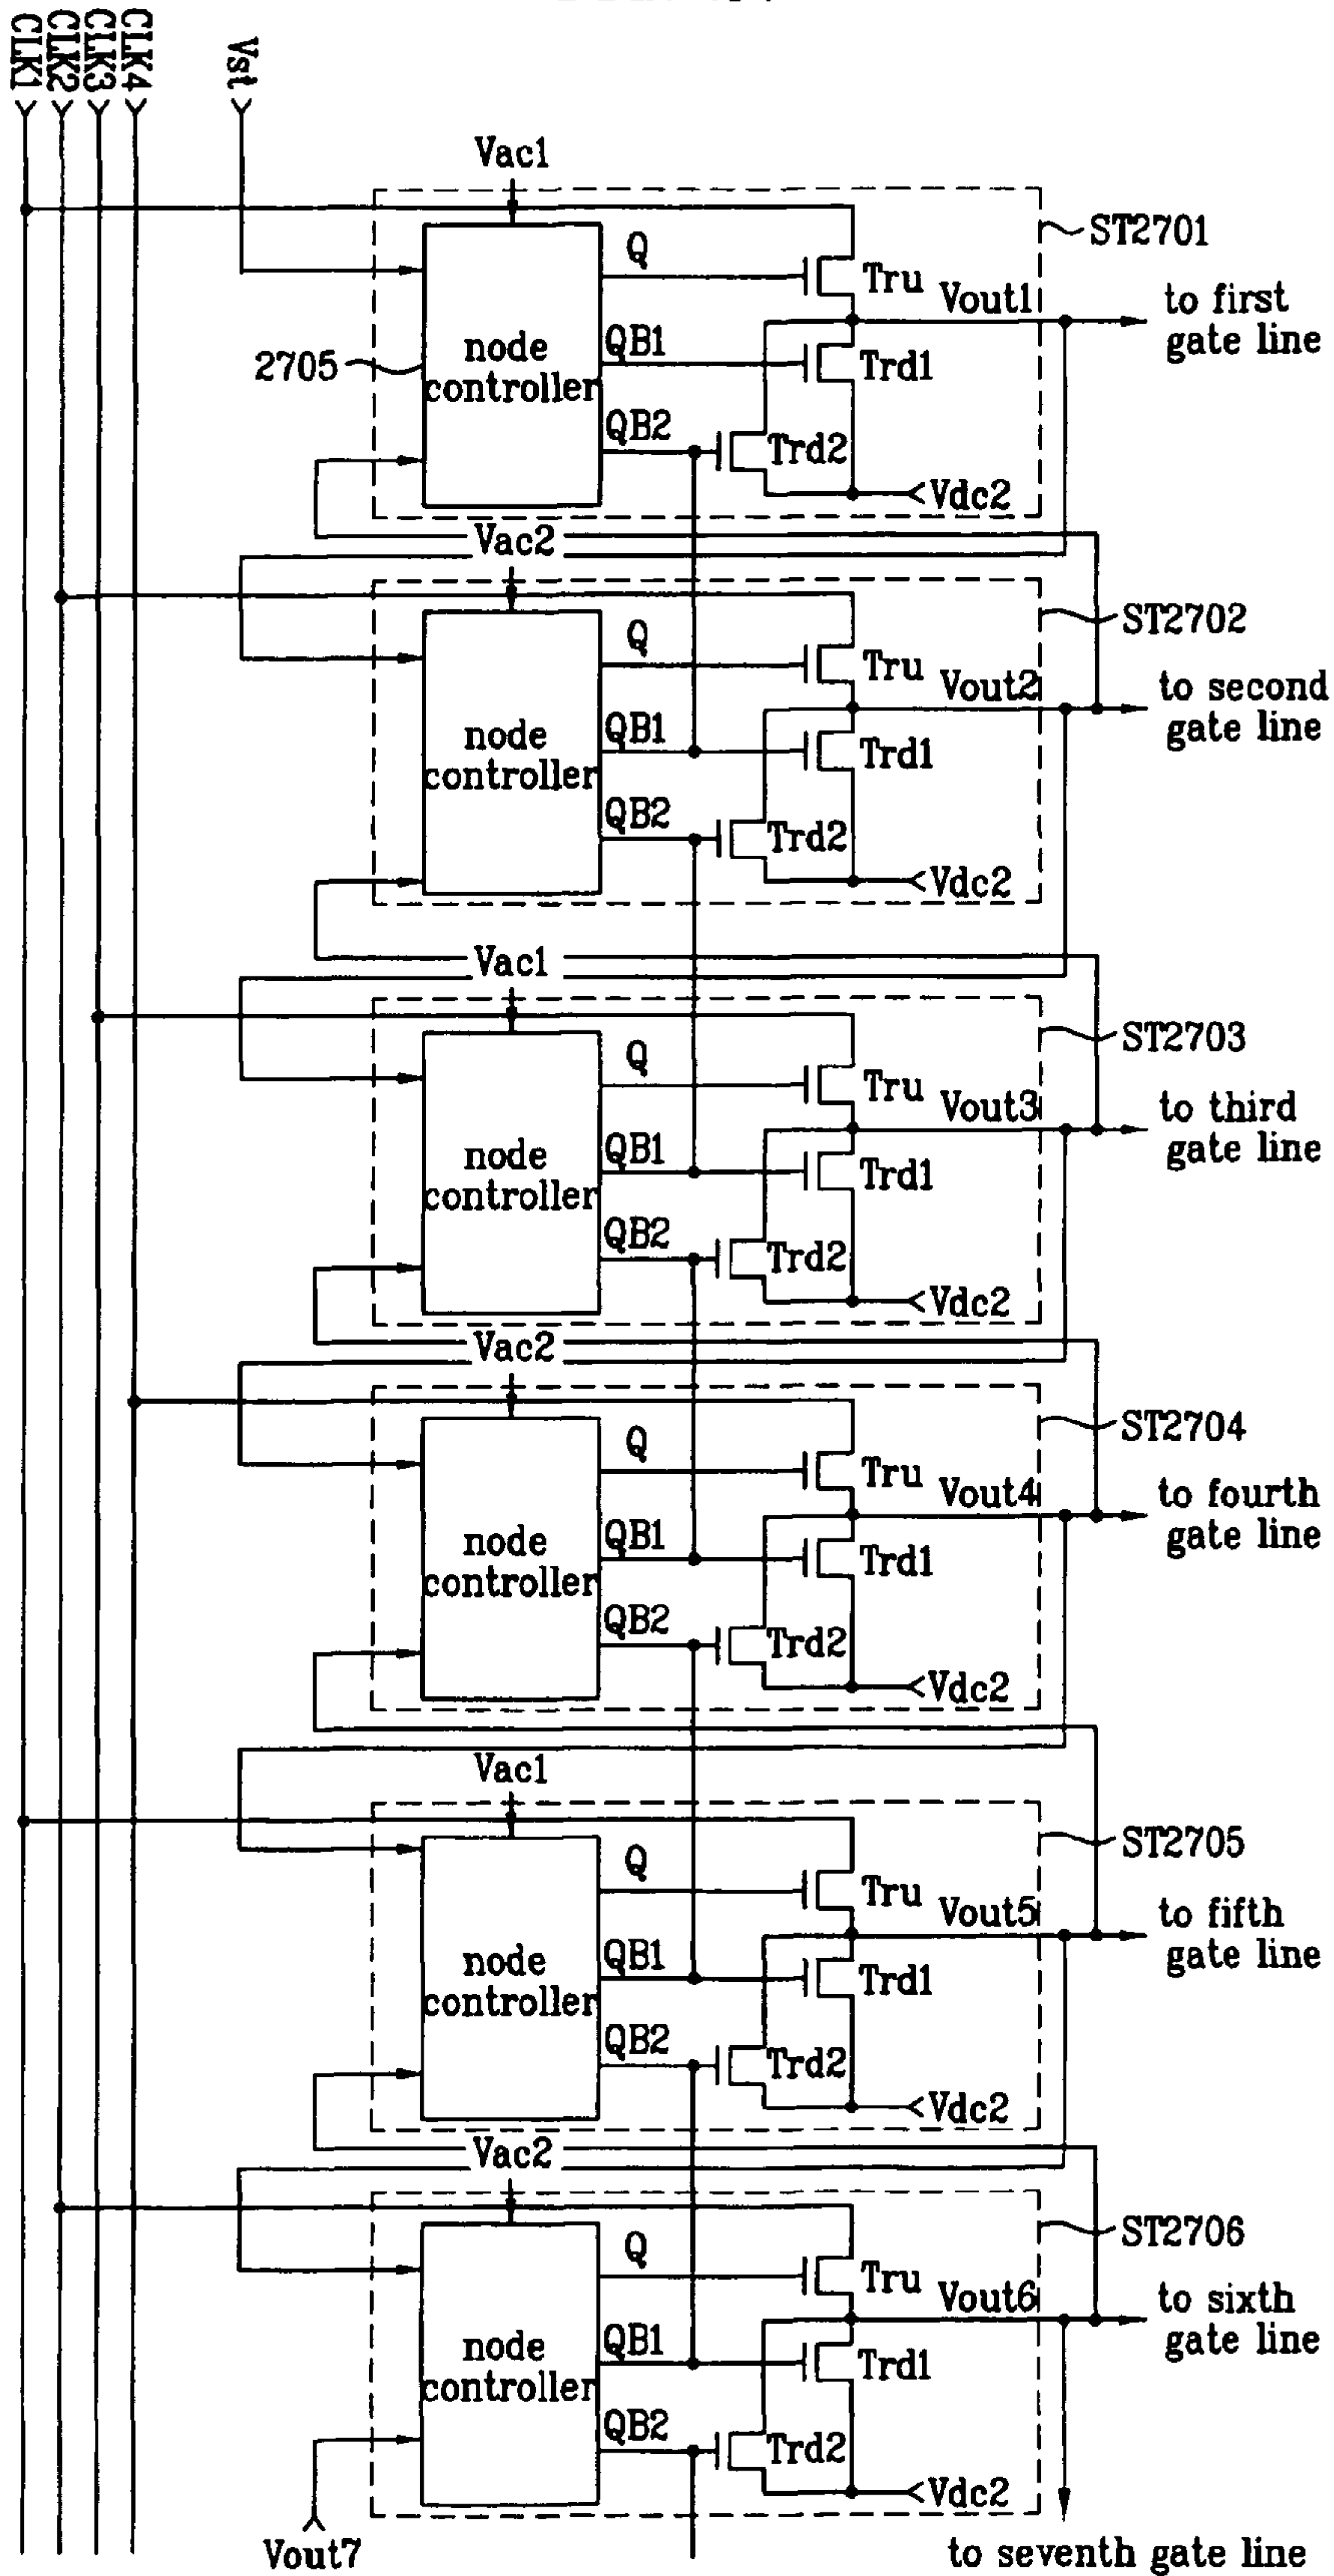 CLK1
CLK2
CLK3
CLK4
Vst
Vac1
ST2701
Q
Tru
Vout1
to first
gate line
2705
node
controller
QB1
Trd1
QB2
Trd2
Vdc2
Vac2
ST2702
Q
Tru
Vout2
to second
gate line
node
controller
QB1
Trd1
QB2
Trd2
Vdc2
Vac1
ST2703
Q
Tru
Vout3
to third
gate line
node
controller
QB1
Trd1
QB2
Trd2
Vdc2
Vac2
ST2704
Q
Tru
Vout4
to fourth
gate line
node
controller
QB1
Trd1
QB2
Trd2
Vdc2
Vac1
ST2705
Q
Tru
Vout5
to fifth
gate line
node
controller
QB1
Trd1
QB2
Trd2
Vdc2
Vac2
ST2706
Q
Tru
Vout6
to sixth
gate line
node
controller
QB1
Trd1
QB2
Trd2
Vdc2
Vout7
to seventh gate line